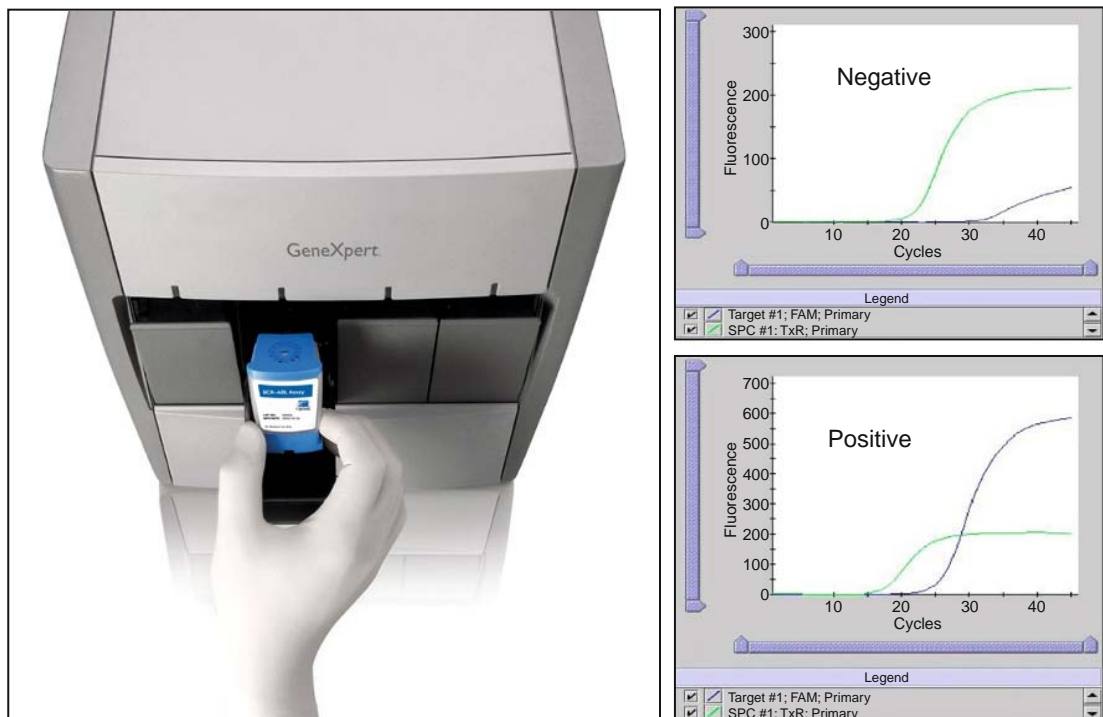 GeneXpert.
BCR-ABL Assay
300
200
100
0
Fluorescence
Negative
10 20 30 40
Cycles
Legend
Target #1; FAM; Primary
SPC #1: TxR; Primary
700
600
500
400
300
200
100
0
Fluorescence
Positive
10 20 30 40
Cycles
Legend
Target #1; FAM; Primary
SPC #1: TxR; Primary